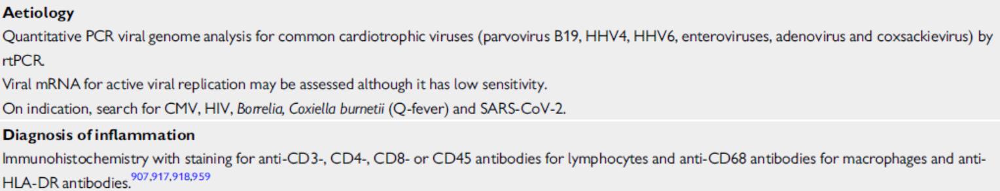 Aetiology
Quantitative PCR viral genome analysis for common cardiotrophic viruses (parvovirus B19, HHV4, HHV6, enteroviruses, adenovirus and coxsackievirus) by
rtPCR.
Viral mRNA for active viral replication may be assessed although it has low sensitivity.
On indication, search for CMV, HIV, Borrelia, Coxiella burnetii (Q-fever) and SARS-CoV-2.
Diagnosis of inflammation
Immunohistochemistry with staining for anti-CD3-, CD4-, CD8- or CD45 antibodies for lymphocytes and anti-CD68 antibodies for macrophages and anti-
HLA-DR antibodies.907,917,918,959